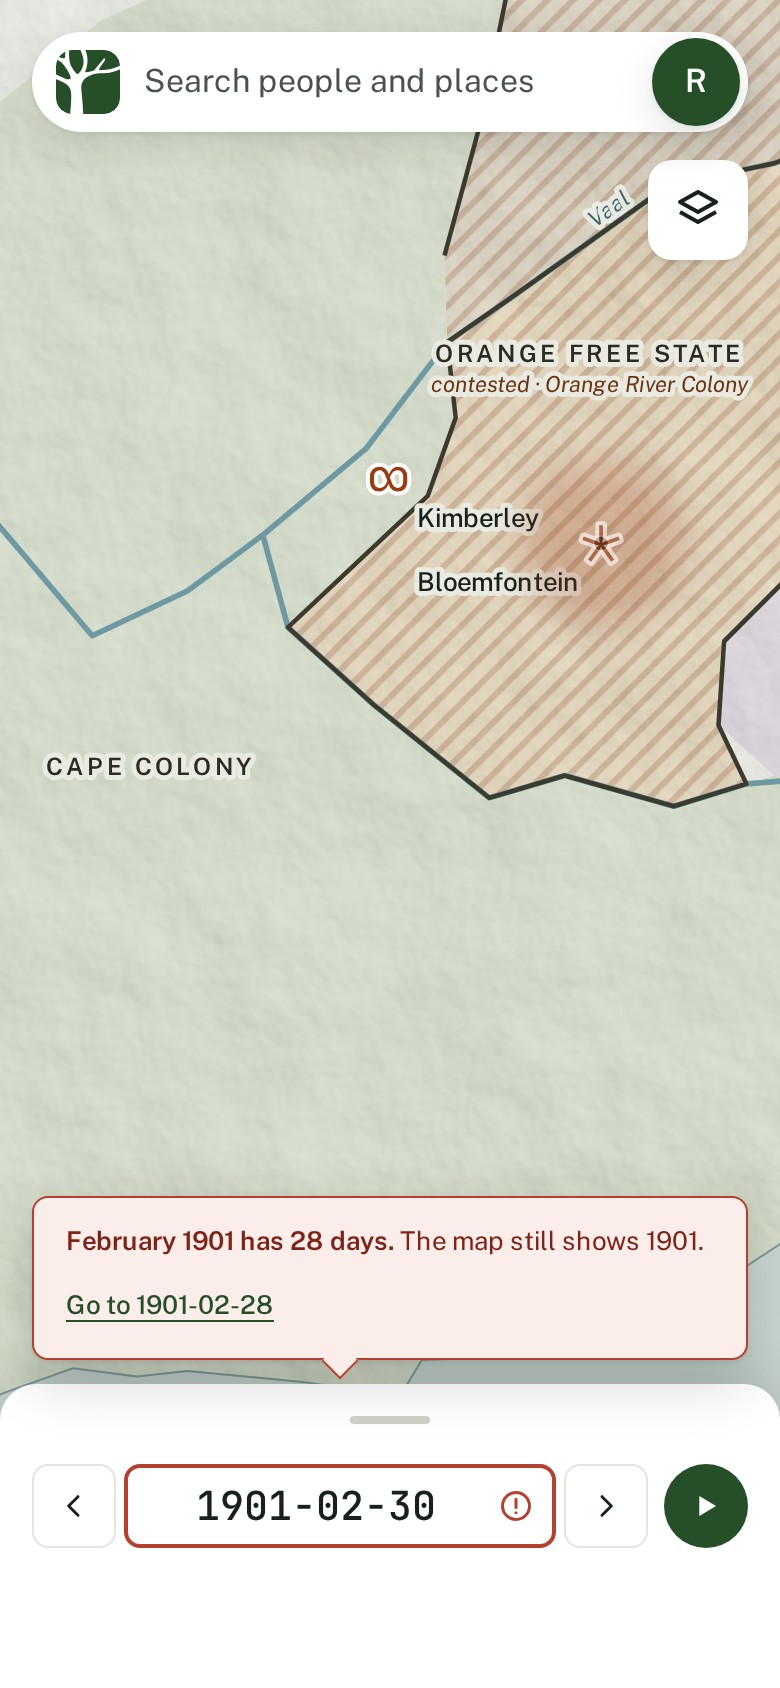 Search people and places
R
Vaal
ORANGE FREE STATE
contested · Orange River Colony
Kimberley
Bloemfontein
CAPE COLONY
February 1901 has 28 days. The map still shows 1901.
Go to 1901-02-28
1901-02-30